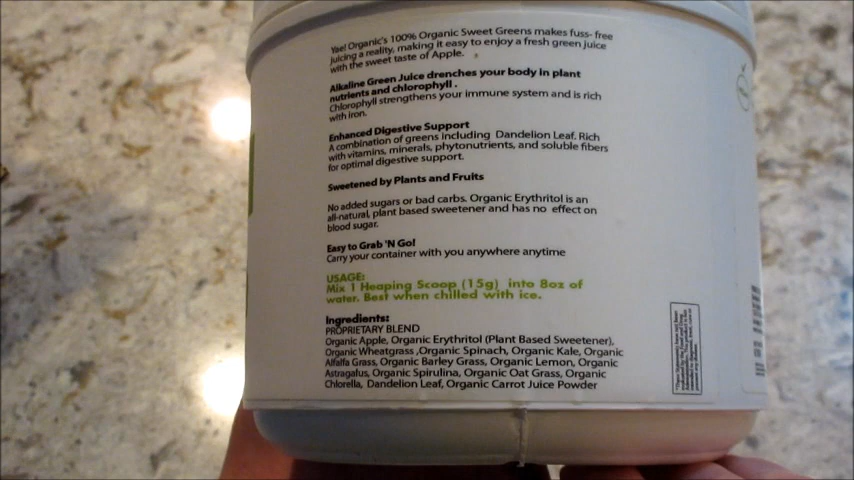 Yae! Organic's 100% Organic Sweet Greens makes fuss- free
juicing a reality, making it easy to enjoy a fresh green juice
with the sweet taste of Apple.
Alkaline Green Juice drenches your body in plant
nutrients and chlorophyll .
Chlorophyll strengthens your immune system and is rich
with iron.
Enhanced Digestive Support
A combination of greens including Dandelion Leaf. Rich
with vitamins, minerals, phytonutrients, and soluble fibers
for optimal digestive support.
Sweetened by Plants and Fruits
No added sugars or bad carbs. Organic Erythritol is an
all-natural, plant based sweetener and has no effect on
blood sugar.
Easy to Grab 'N Go!
Carry your container with you anywhere anytime
USAGE:
Mix 1 Heaping Scoop (15g) into 8oz of
water. Best when chilled with ice.
Ingredients:
PROPRIETARY BLEND
Organic Apple, Organic Erythritol (Plant Based Sweetener),
Organic Wheatgrass ,Organic Spinach, Organic Kale, Organic
Alfalfa Grass, Organic Barley Grass, Organic Lemon, Organic
Astragalus, Organic Spirulina, Organic Oat Grass, Organic
Chlorella, Dandelion Leaf, Organic Carrot Juice Powder